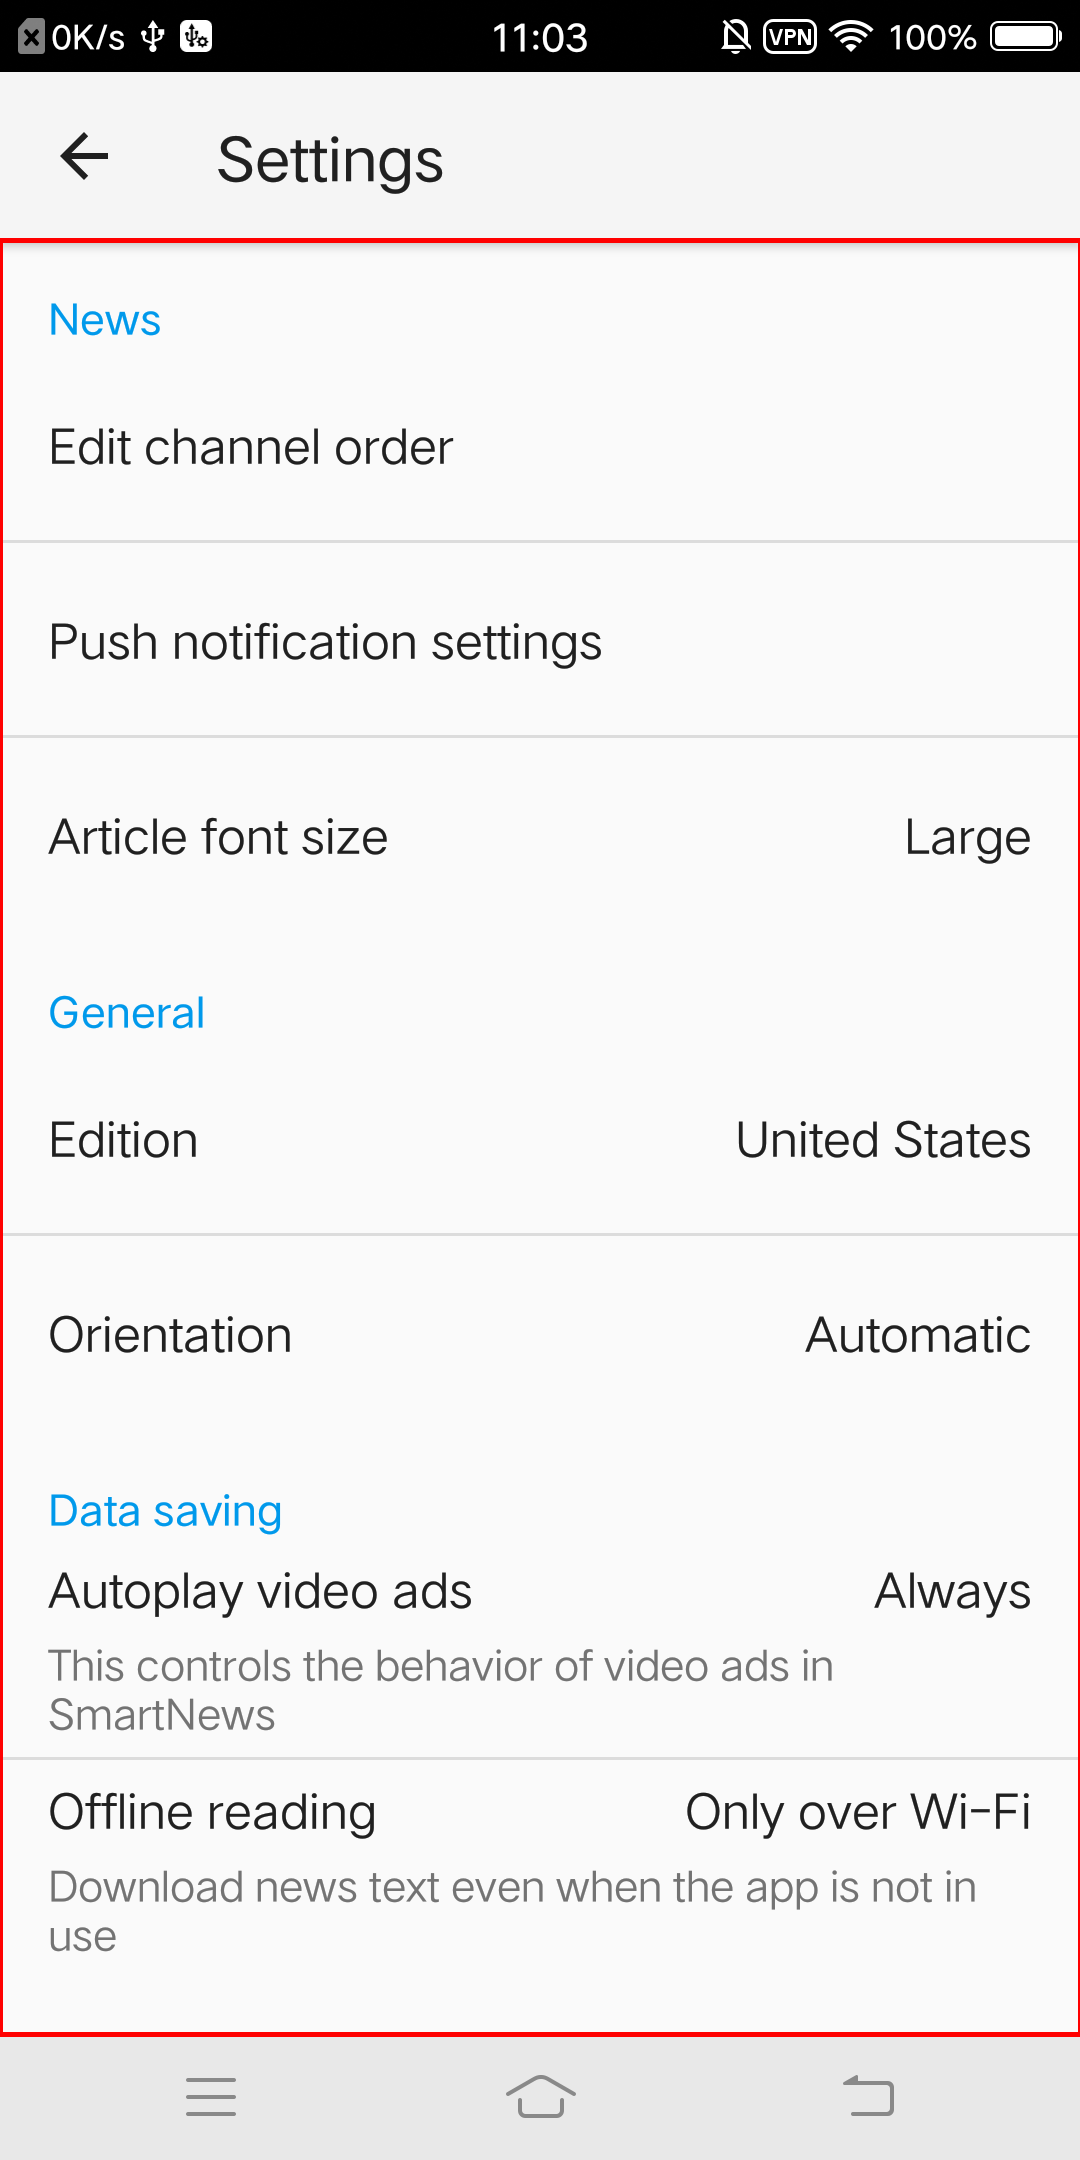 0K/s 11:03 VPN 100%
Settings
News
Edit channel order
Push notification settings
Article font size Large
General
Edition United States
Orientation Automatic
Data saving
Autoplay video ads Always
This controls the behavior of video ads in
SmartNews
Offline reading Only over Wi-Fi
Download news text even when the app is not in
use